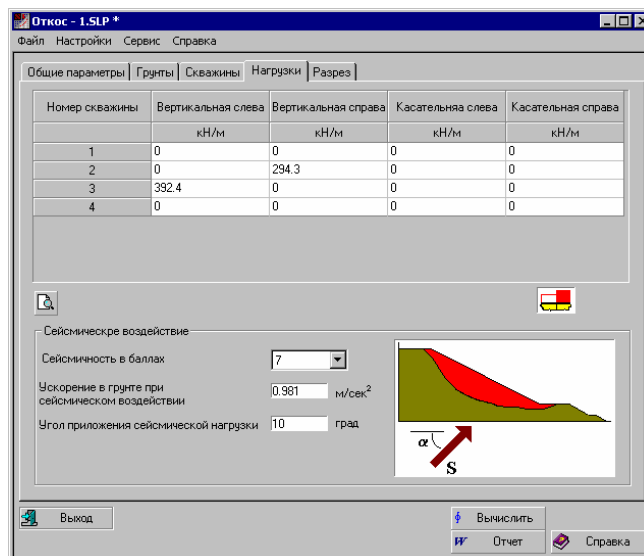 Откос - 1.SLP *
Файл Настройки Сервис Справка
Общие параметры Грунты Скважины Нагрузки Разрез
Номер скважины Вертикальная слева Вертикальная справа Касательняа слева Касательная справа
кН/м кН/м кН/м кН/м
1 0 0 0 0
2 0 294.3 0 0
3 392.4 0 0 0
4 0 0 0 0
Сейсмическре воздействие
Сейсмичность в баллах 7
Ускорение в грунте при
сейсмическом воздействии 0.981 м/сек²
Угол приложения сейсмической нагрузки 10 град
α
S
Выход
Вычислить
W Отчет
Справка